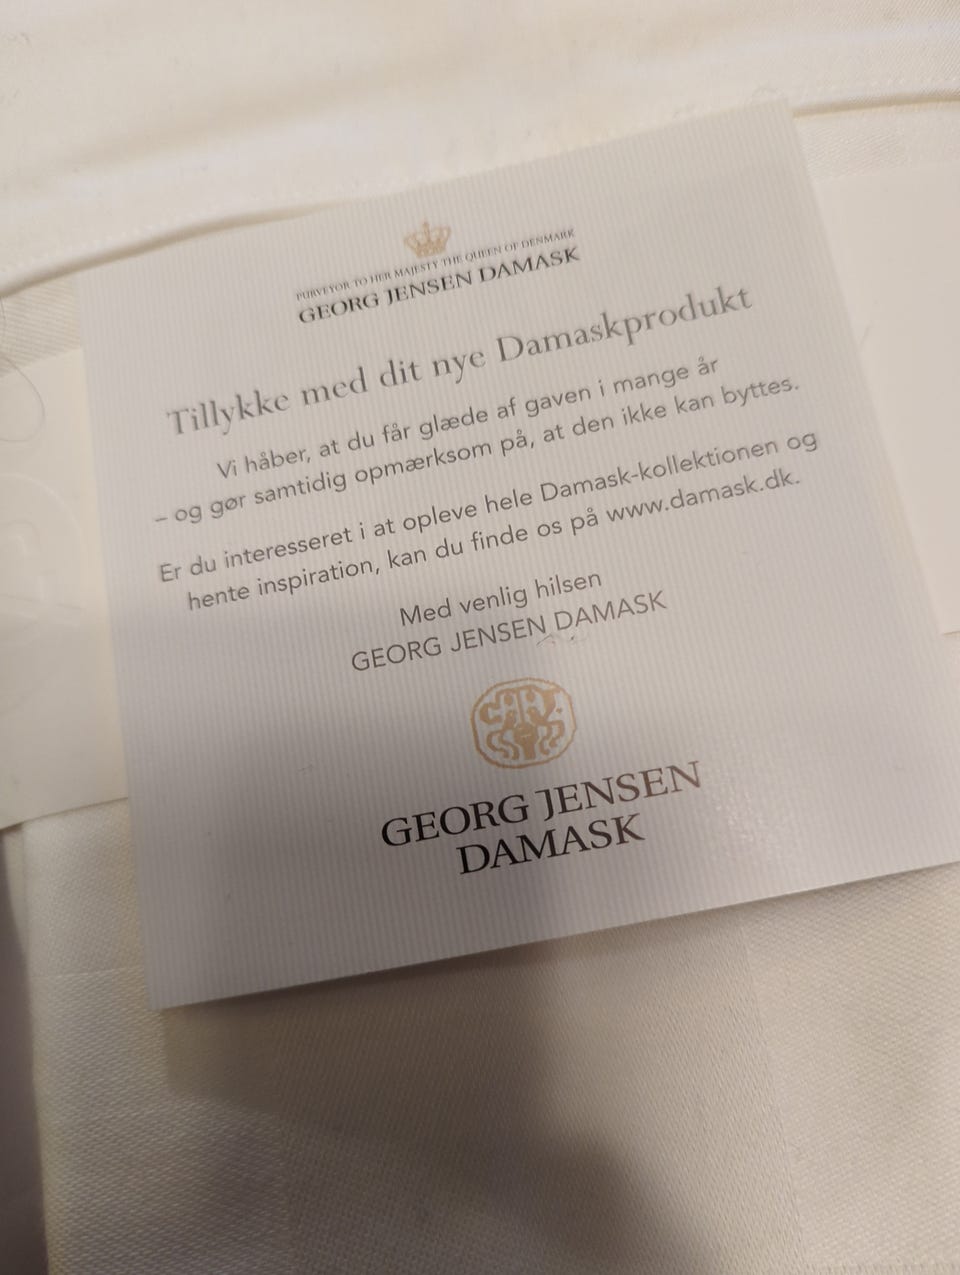 PURVEYOR TO HER MAJESTY THE QUEEN OF DENMARK
GEORG JENSEN DAMASK
Tillykke med dit nye Damaskprodukt
Vi håber, at du får glæde af gaven i mange år
– og gør samtidig opmærksom på, at den ikke kan byttes.
Er du interesseret i at opleve hele Damask-kollektionen og
hente inspiration, kan du finde os på www.damask.dk.
Med venlig hilsen
GEORG JENSEN DAMASK
GEORG JENSEN
DAMASK